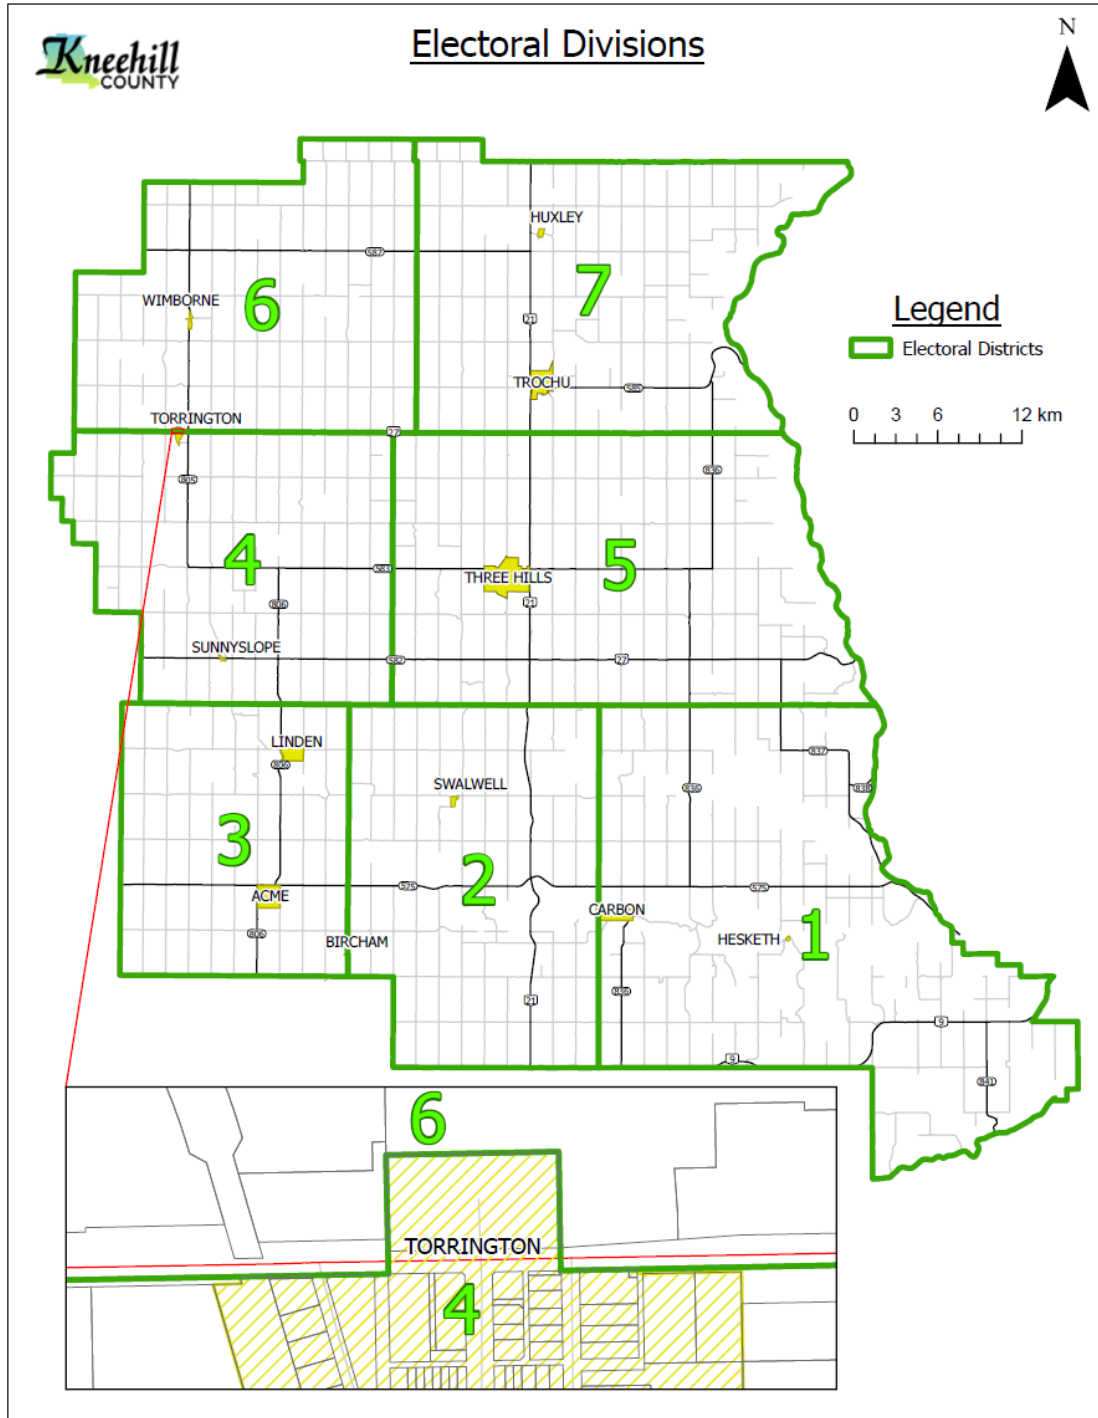 Kneehill
COUNTY
Electoral Divisions
N
HUXLEY
587
6
7
WIMBORNE
Legend
Electoral Districts
21
TROCHU
585
0 3 6 12 km
TORRINGTON
27
836
805
4
583
THREE HILLS
5
806
21
SUNNYSLOPE
582
27
LINDEN
806
837
SWALWELL
836
838
3
2
575
575
ACME
CARBON
806
BIRCHAM
HESKETH
1
836
21
9
9
841
6
TORRINGTON
4